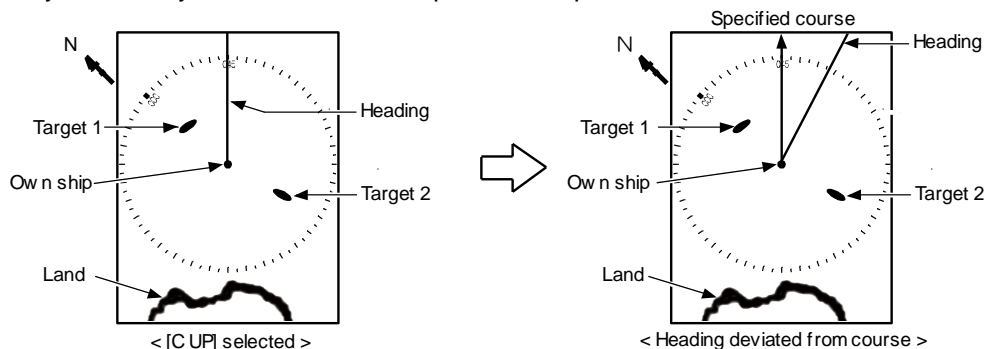 Specified course
N
Heading
Target 1
Own ship
Target 2
Land
< [C UP] selected >
N
Heading
Target 1
Own ship
Target 2
Land
< Heading deviated from course >